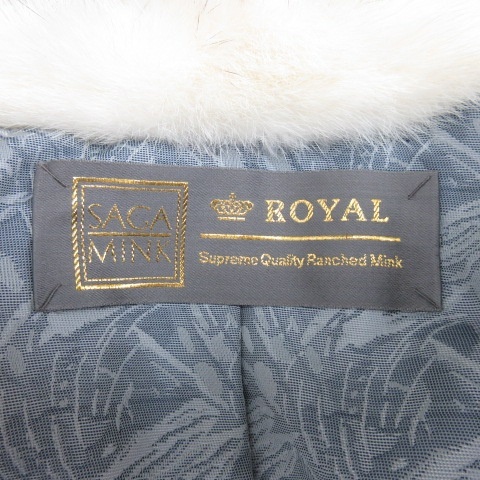 SAGA
MINK
ROYAL
Supreme Quality Ranched Mink